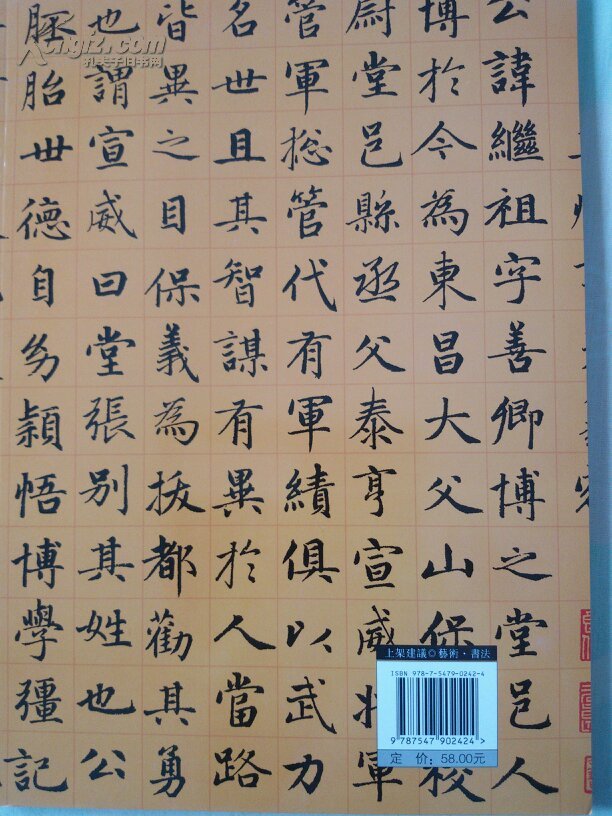 公諱繼祖字善卿博之堂邑人
博於今為東昌大父山保校
尉堂邑縣丞父泰亨宣威將軍
管軍揔管代有軍績俱以武力
名世且其智謀有異於人當路
皆異之目保義為拔都勸其勇
也謂宣威曰堂張別其姓也公
胚胎世德自幼穎悟博學彊記
上架建議◎藝術·書法
ISBN 978-7-5479-0242-4
9 787547 902424 >
定 价: 58.00元
孔夫子旧书网